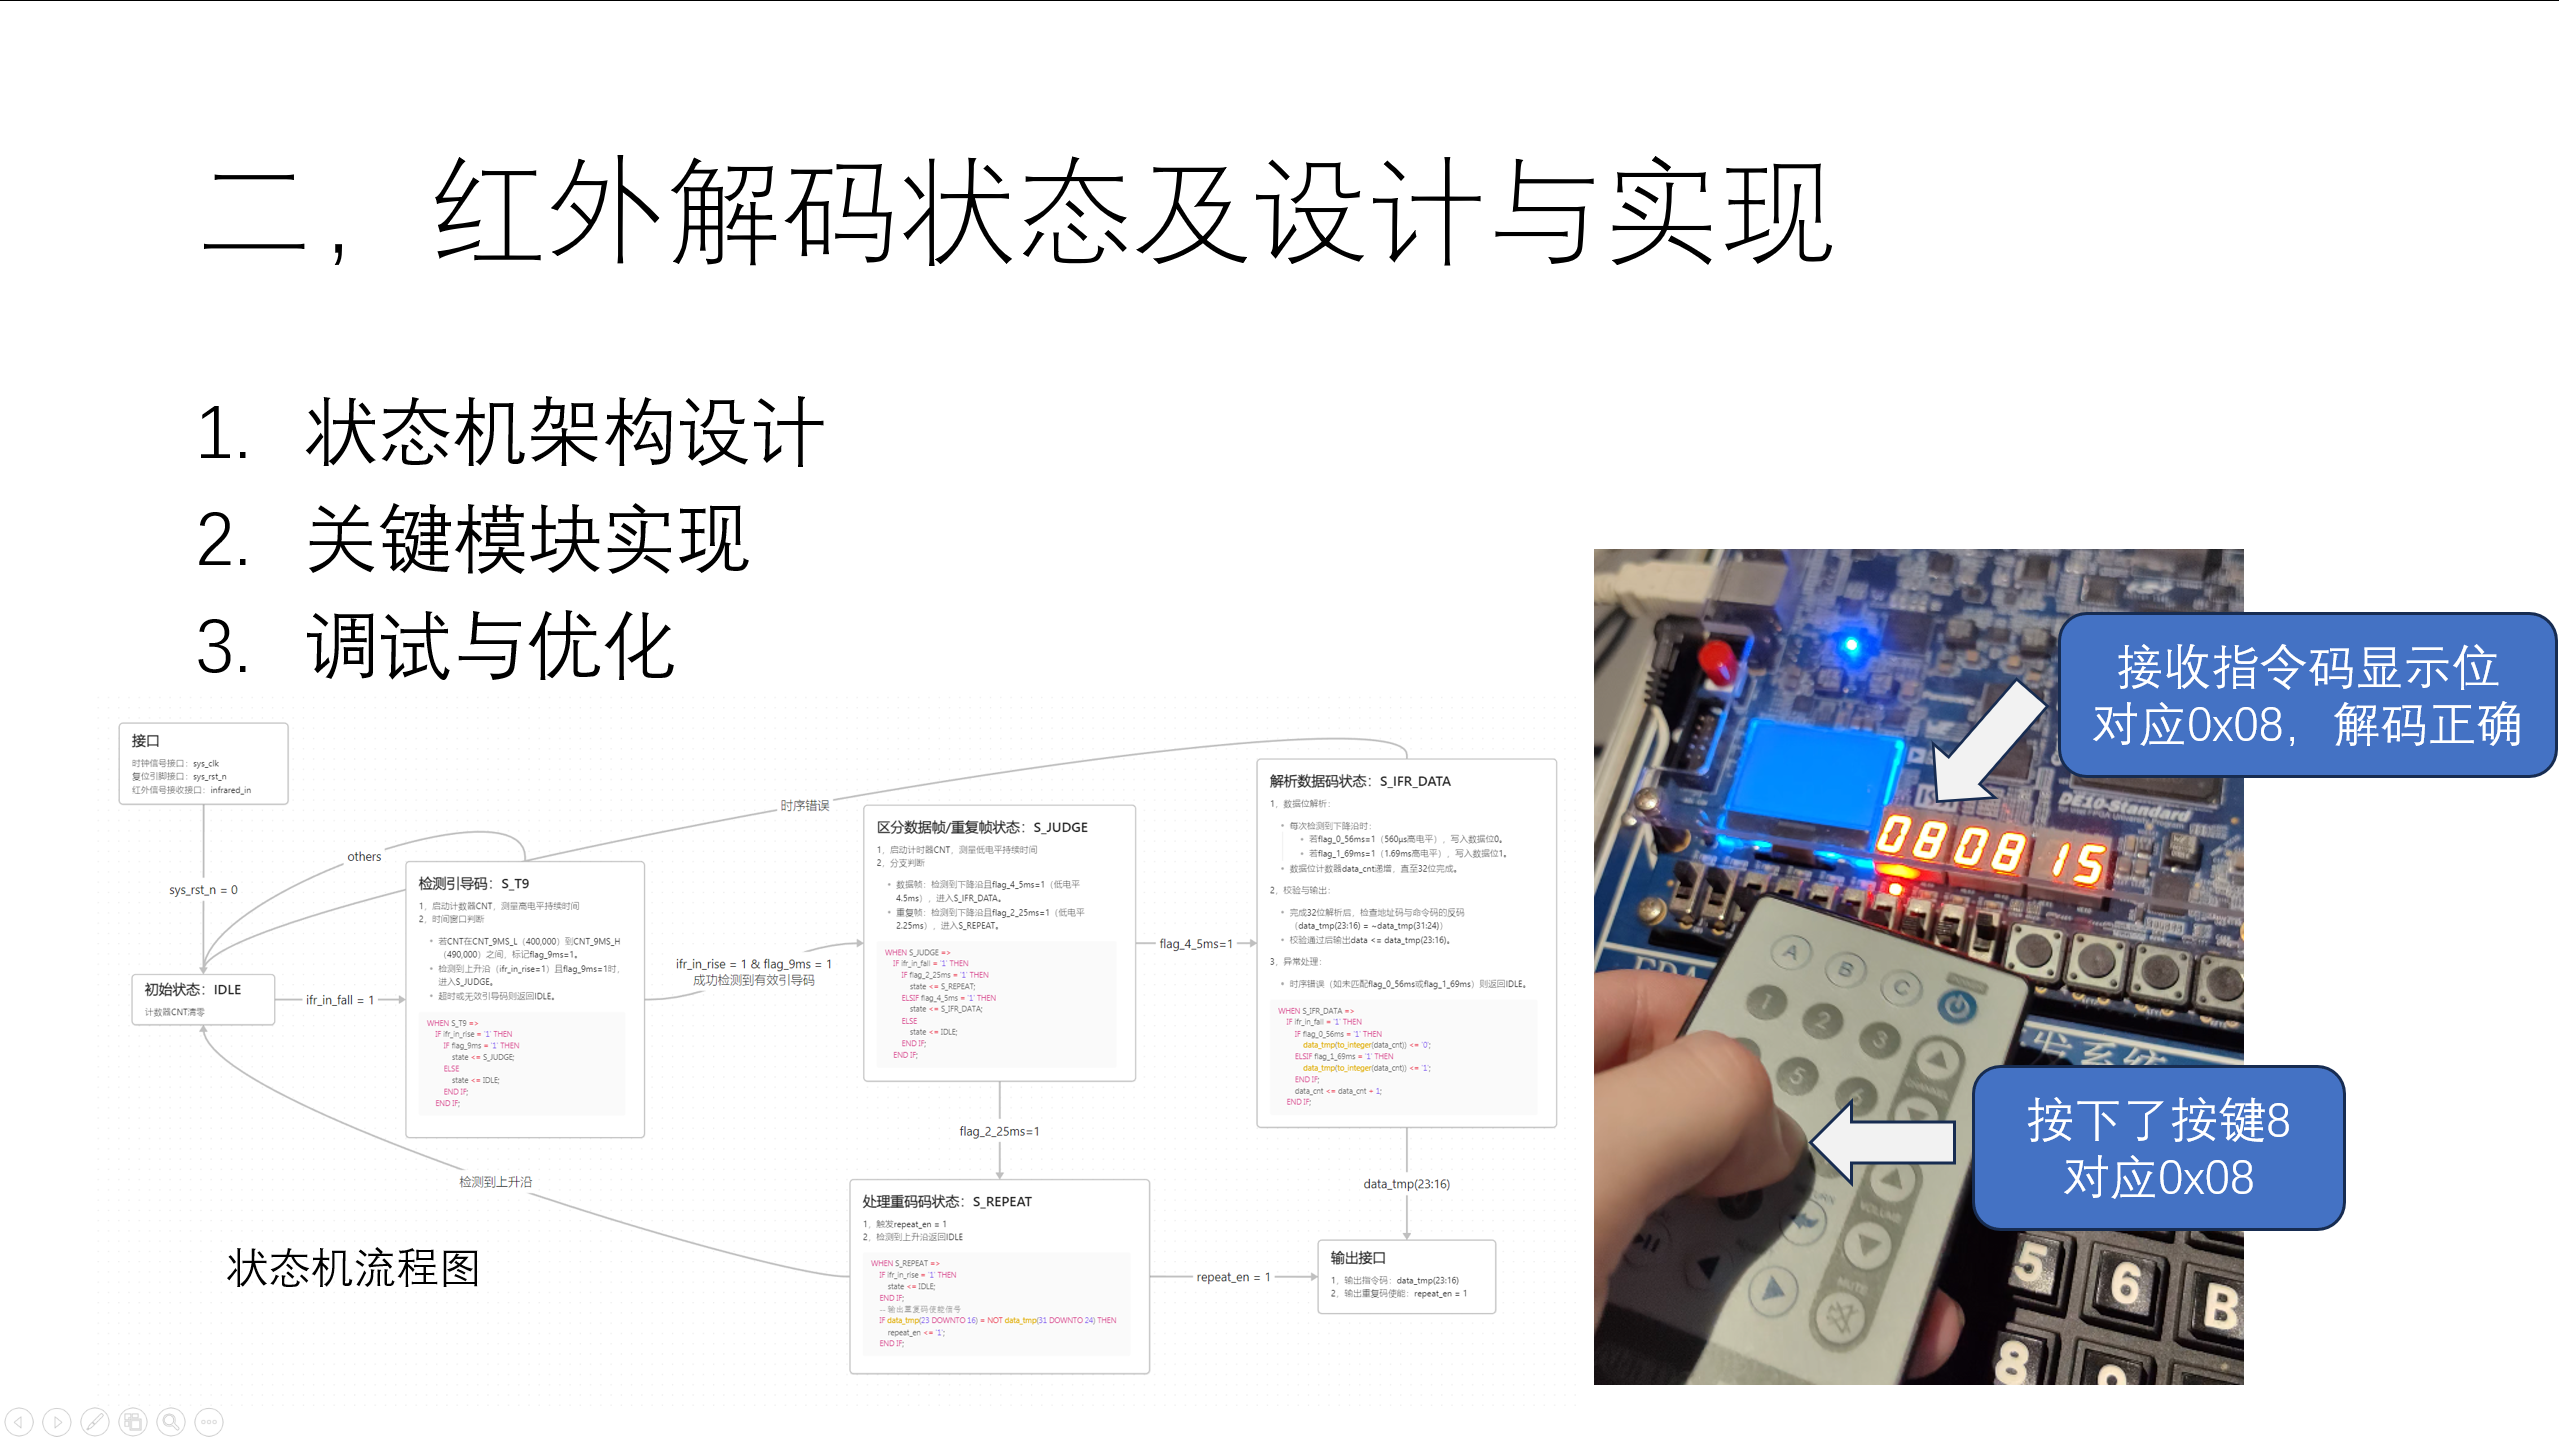 二，红外解码状态及设计与实现
1. 状态机架构设计
2. 关键模块实现
3. 调试与优化
接口
时钟信号接口：sys_clk
复位引脚接口：sys_rst_n
红外信号接收接口：infrared_in
sys_rst_n = 0
others
时序错误
初始状态：IDLE
计数器CNT清零
ifr_in_fall = 1
检测引导码：S_T9
1、启动计数器CNT，测量高电平持续时间
2、时间窗口判断
• 若CNT在CNT_9MS_L（400,000）到CNT_9MS_H
（490,000）之间，标记flag_9ms=1。
• 检测到上升沿（ifr_in_rise=1）且flag_9ms=1时，
进入S_JUDGE。
• 超时或无效引导码则返回IDLE。
WHEN S_T9 =>
IF ifr_in_rise = '1' THEN
IF flag_9ms = '1' THEN
state <= S_JUDGE;
ELSE
state <= IDLE;
END IF;
END IF;
ifr_in_rise = 1 & flag_9ms = 1
成功检测到有效引导码
区分数据帧/重复帧状态：S_JUDGE
1、启动计时器CNT，测量低电平持续时间
2、分支判断
• 数据帧：检测到下降沿且flag_4_5ms=1（低电平
4.5ms），进入S_IFR_DATA。
• 重复帧：检测到下降沿且flag_2_25ms=1（低电平
2.25ms），进入S_REPEAT。
WHEN S_JUDGE =>
IF ifr_in_fall = '1' THEN
IF flag_2_25ms = '1' THEN
state <= S_REPEAT;
ELSIF flag_4_5ms = '1' THEN
state <= S_IFR_DATA;
ELSE
state <= IDLE;
END IF;
END IF;
flag_4_5ms=1
解析数据码状态：S_IFR_DATA
1、数据位解析：
• 每次检测到下降沿时：
• 若flag_0_56ms=1（560μs高电平），写入数据位0。
• 若flag_1_69ms=1（1.69ms高电平），写入数据位1。
• 数据位计数器data_cnt递增，直至32位完成。
2、校验与输出：
• 完成32位解析后，检查地址码与命令码的反码
（data_tmp(23:16) = ~data_tmp(31:24)）
• 校验通过后输出data <= data_tmp(23:16)。
3、异常处理：
• 时序错误（如未匹配flag_0_56ms或flag_1_69ms）则返回IDLE。
WHEN S_IFR_DATA =>
IF ifr_in_fall = '1' THEN
IF flag_0_56ms = '1' THEN
data_tmp(to_integer(data_cnt)) <= '0';
ELSIF flag_1_69ms = '1' THEN
data_tmp(to_integer(data_cnt)) <= '1';
END IF;
data_cnt <= data_cnt + 1;
END IF;
flag_2_25ms=1
检测到上升沿
处理重码码状态：S_REPEAT
1、触发repeat_en = 1
2、检测到上升沿返回IDLE
WHEN S_REPEAT =>
IF ifr_in_rise = '1' THEN
state <= IDLE;
END IF;
-- 输出重复码使能信号
IF data_tmp(23 DOWNTO 16) = NOT data_tmp(31 DOWNTO 24) THEN
repeat_en <= '1';
END IF;
repeat_en = 1
data_tmp(23:16)
输出接口
1、输出指令码：data_tmp(23:16)
2、输出重复码使能：repeat_en = 1
状态机流程图
接收指令码显示位
对应0x08，解码正确
DE10-Standard
080815
A
B
C
1
2
3
5
6
CHANNEL
VOLUME
MUTE
发系统
按下了按键8
对应0x08
5
6
B
8
9